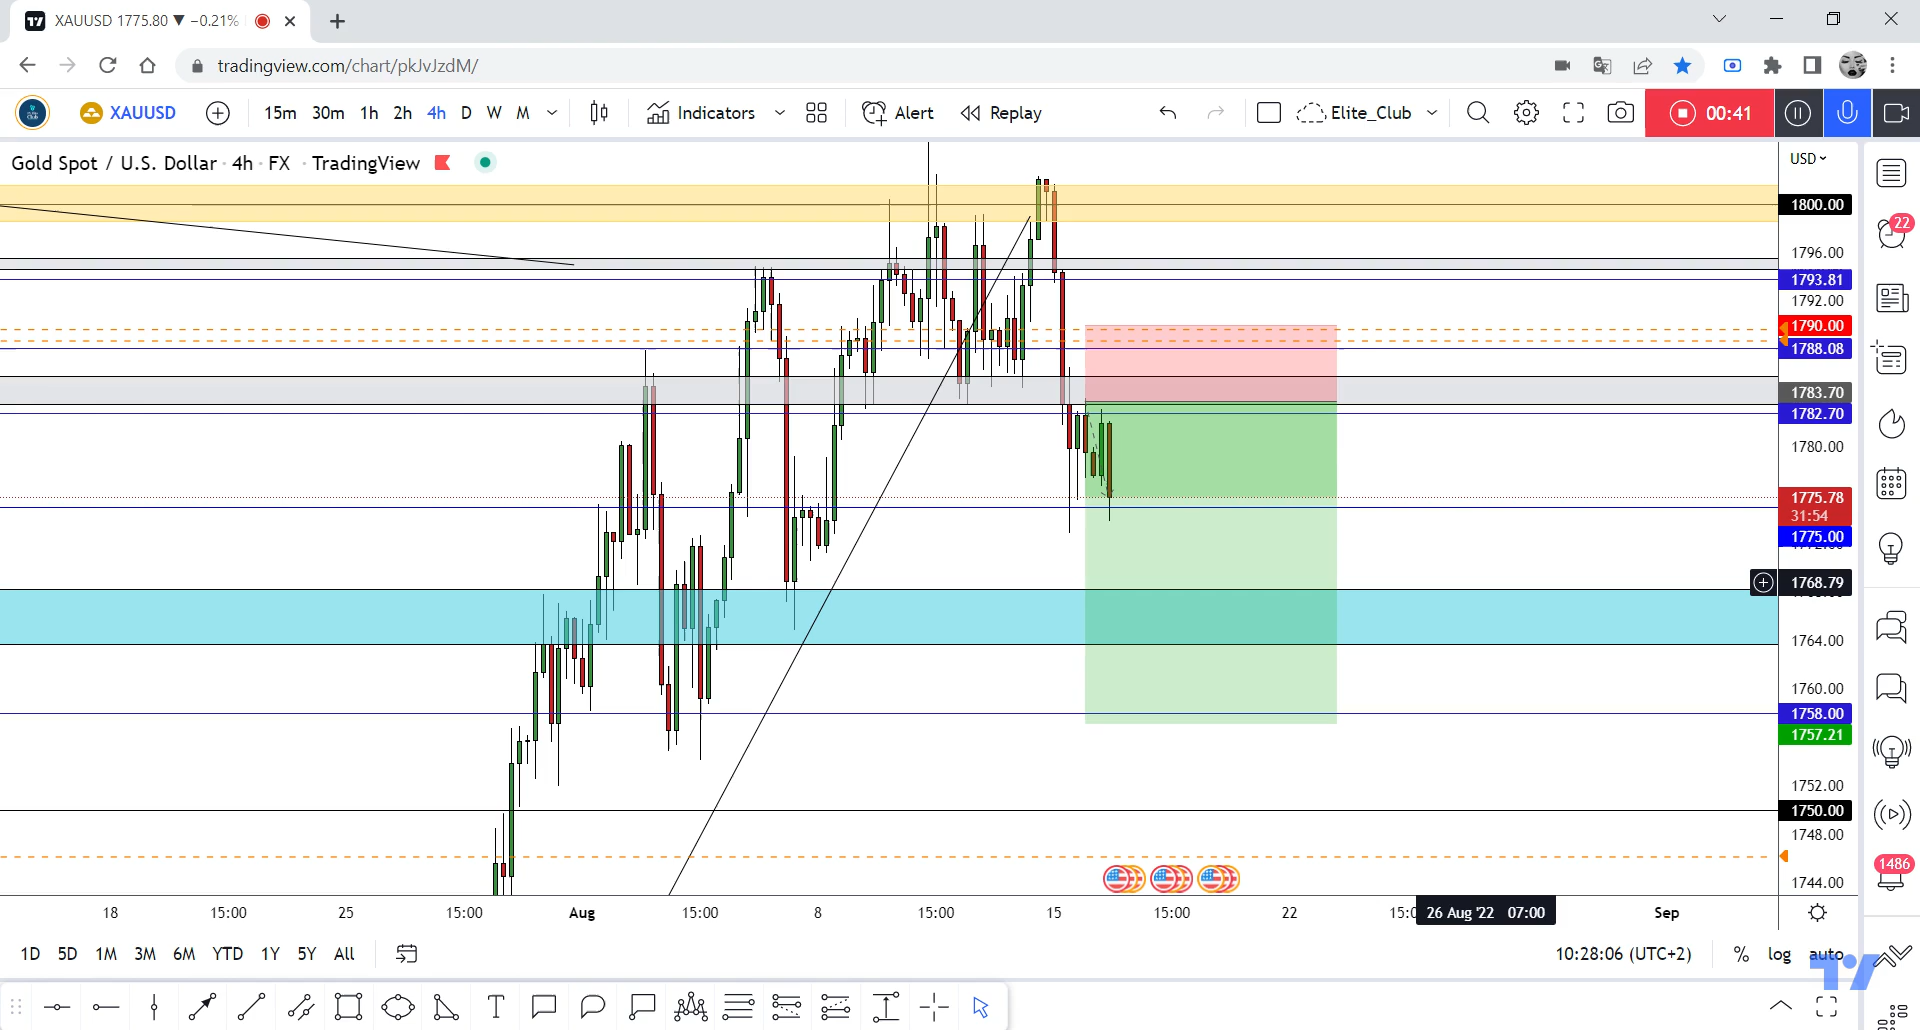 XAUUSD 1775.80 ▼ −0.21%
tradingview.com/chart/pkJvJzdM/
XAUUSD 15m 30m 1h 2h 4h D W M Indicators Alert Replay Elite_Club 00:41
Gold Spot / U.S. Dollar · 4h · FX · TradingView
USD
1800.00
1796.00
1793.81
1792.00
1790.00
1788.08
1783.70
1782.70
1780.00
1775.78
31:54
1775.00
1768.79
1764.00
1760.00
1758.00
1757.21
1752.00
1750.00
1748.00
1744.00
22
1486
18 15:00 25 15:00 Aug 15:00 8 15:00 15 15:00 22 15:0 26 Aug '22 07:00 Sep
1D 5D 1M 3M 6M YTD 1Y 5Y All 10:28:06 (UTC+2) % log auto
T